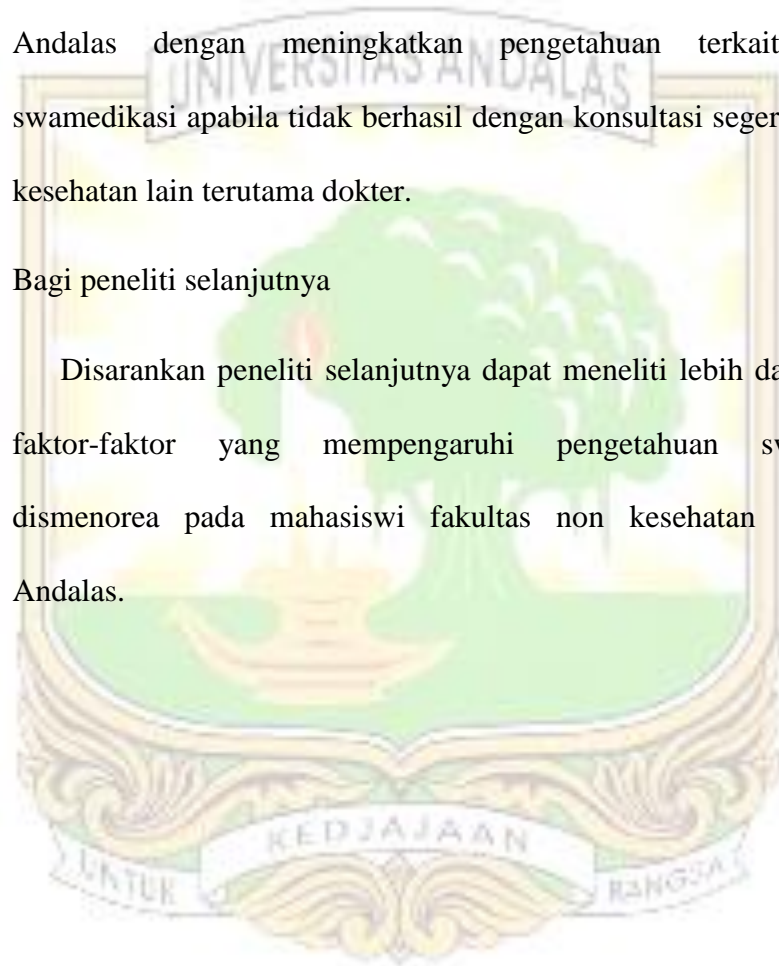 Andalas dengan meningkatkan pengetahuan terkait
UNIVERSITAS ANDALAS
swamedikasi apabila tidak berhasil dengan konsultasi seger
kesehatan lain terutama dokter.
Bagi peneliti selanjutnya
Disarankan peneliti selanjutnya dapat meneliti lebih da
faktor-faktor yang mempengaruhi pengetahuan sw
dismenorea pada mahasiswi fakultas non kesehatan
Andalas.
UNTUK KEDJAJAAN BANGSA